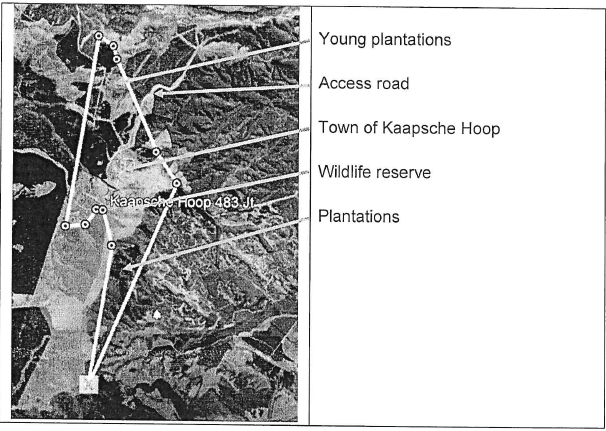 Young plantations
Access road
Town of Kaapsche Hoop
Wildlife reserve
Kaapsche Hoop 483 Jt
Plantations